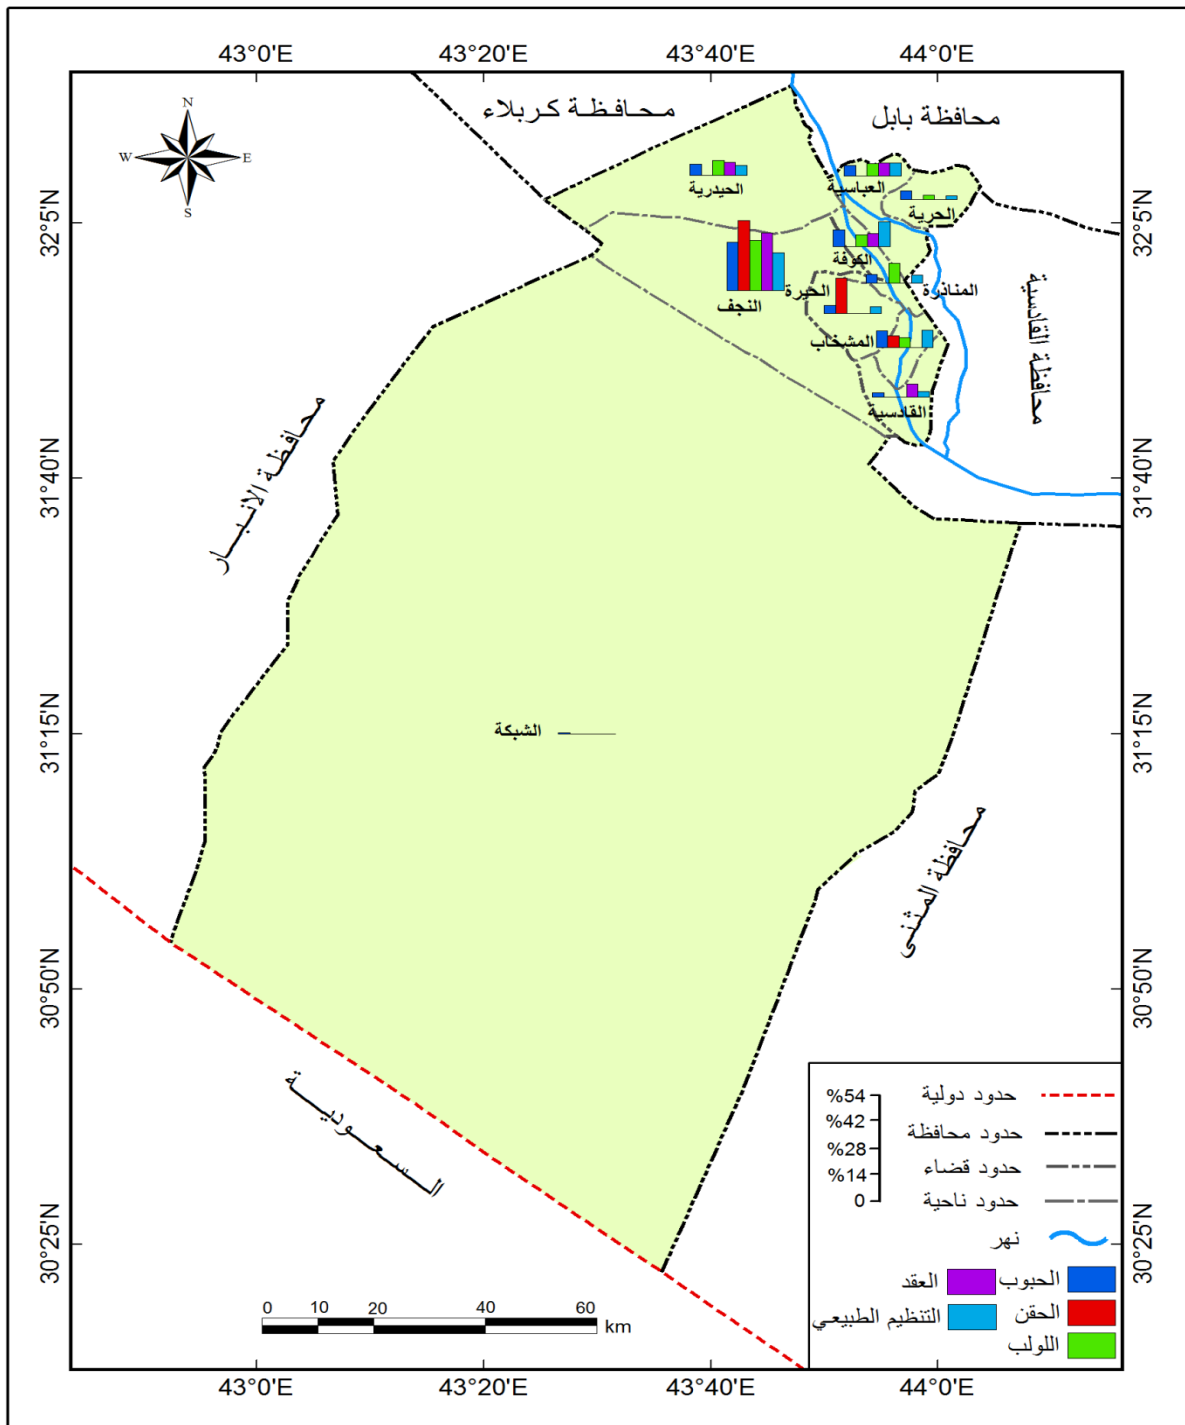 43°0'E 43°20'E 43°40'E 44°0'E
محافظة كربلاء
محافظة بابل
N
W E
S
الحيدرية
العباسية
الحرية
32°5'N
32°5'N
الكوفة
النجف
الحيرة
المناذرة
المشخاب
القادسية
محافظة القادسية
محافظة الانبار
31°40'N
31°40'N
الشبكة
31°15'N
31°15'N
محافظة المثنى
30°50'N
30°50'N
السعودية
%54
%42
%28
%14
0
حدود دولية
حدود محافظة
حدود قضاء
حدود ناحية
نهر
30°25'N
30°25'N
الحبوب
العقد
الحقن
التنظيم الطبيعي
اللولب
0 10 20 40 60
km
43°0'E 43°20'E 43°40'E 44°0'E